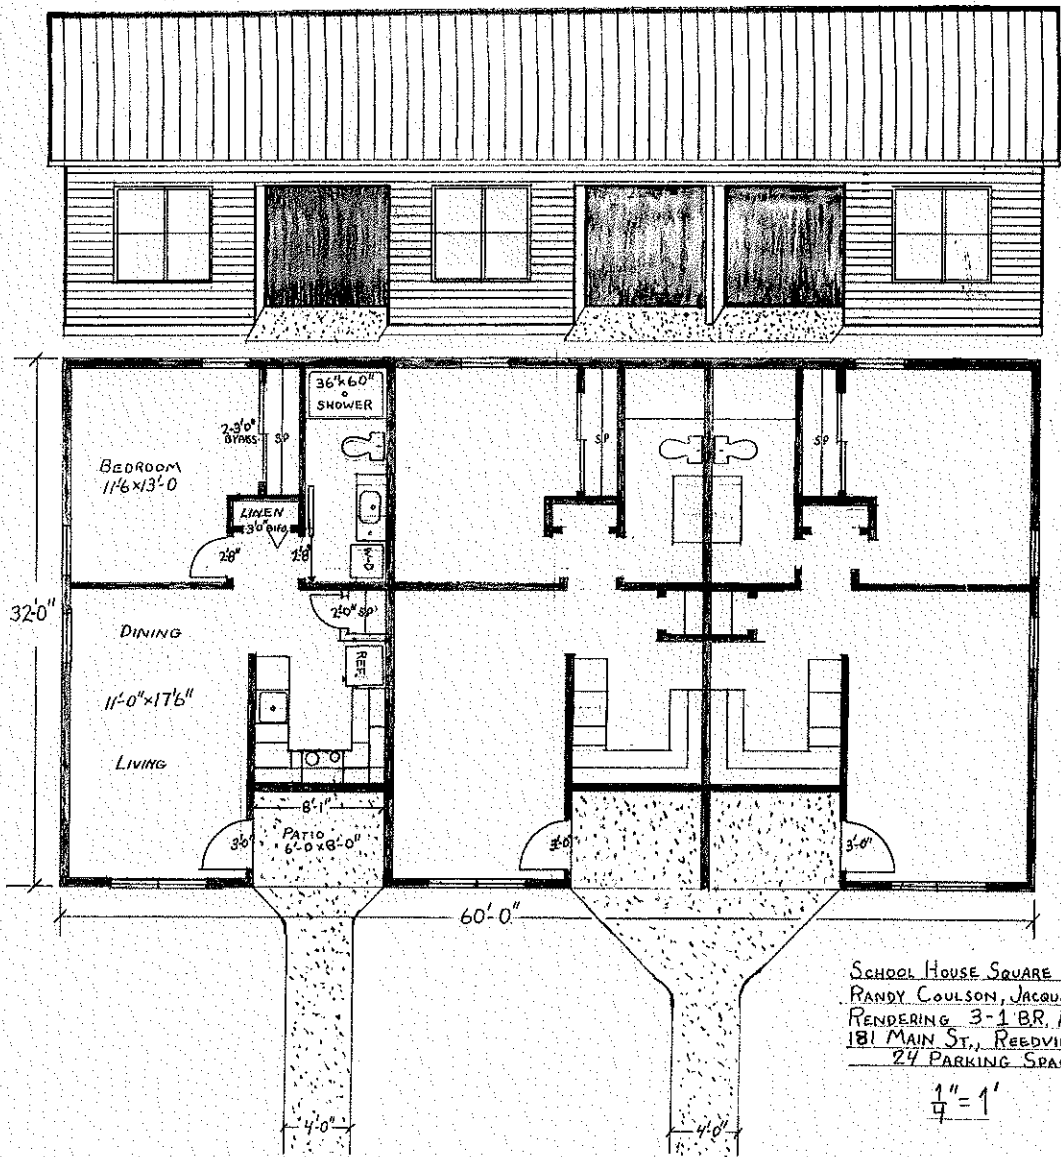 36"x60"
SHOWER
2-3'0"
BYPASS
SP
BEDROOM
11'6x13'-0
LINEN
3'0" BIFO
2'8"
2'8"
W-D
SP
SP
32'-0"
DINING
2'-0" SP
REF.
11'-0"x17'6"
LIVING
8'-1"
PATIO
6'-0x8'-0"
3'-0"
3'-0"
3'-0"
60'-0"
SCHOOL HOUSE SQUARE
RANDY COULSON, JACQU
RENDERING 3-1 BR.
181 MAIN ST., REEDVI
24 PARKING SPA
1/4" = 1'
4'-0"
4'-0"